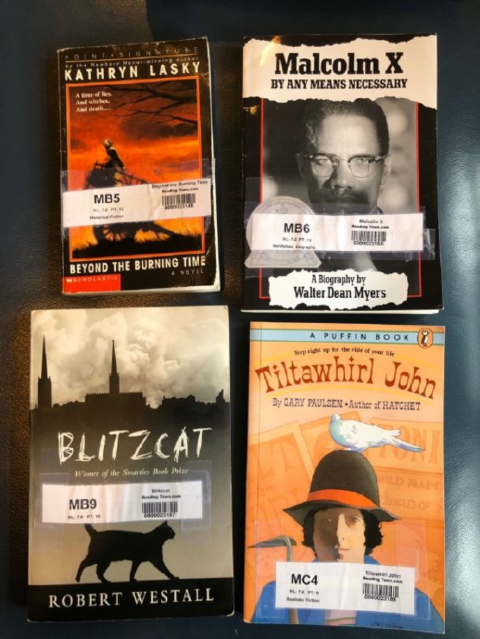 POINT • SIGNATURE
by the Newbery Honor-winning author
KATHRYN LASKY
A time of lies.
And witches.
And death....
MB5
Beyond the Burning Time
Reading Town.com
Historical Fiction
BEYOND THE BURNING TIME
A NOVEL
SCHOLASTIC
Malcolm X
BY ANY MEANS NECESSARY
MB6
Malcolm X
Reading Town.com
A Biography by
Walter Dean Myers
BLITZCAT
Winner of the Smarties Book Prize
MB9
Blitzcat
Reading Town.com
ROBERT WESTALL
A PUFFIN BOOK
Step right up for the ride of your life
Tiltawhirl John
By GARY PAULSEN • Author of HATCHET
MC4
Tiltawhirl John
Reading Town.com
Realistic Fiction